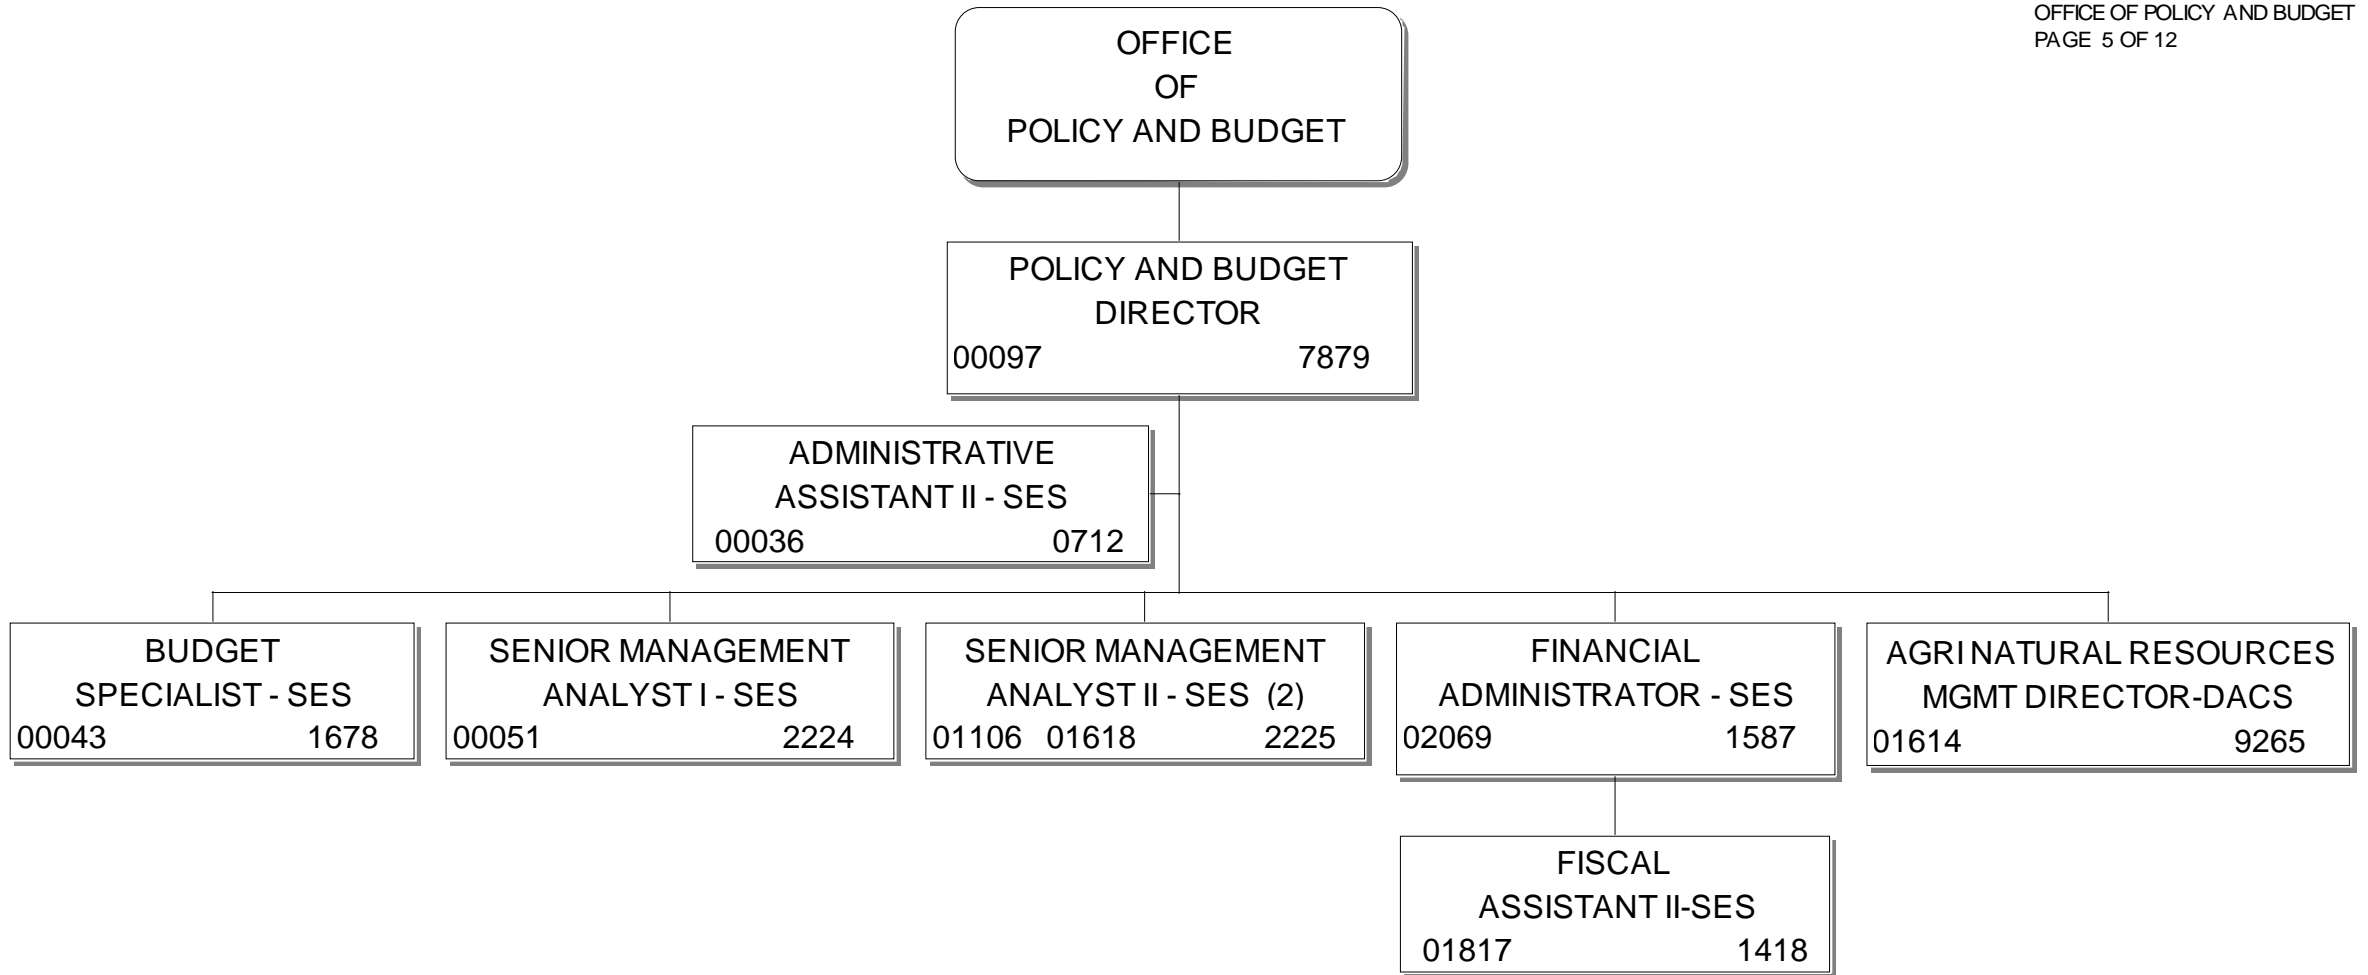 OFFICE OF POLICY AND BUDGET
PAGE 5 OF 12
OFFICE
OF
POLICY AND BUDGET
POLICY AND BUDGET
DIRECTOR
00097 7879
ADMINISTRATIVE
ASSISTANT II - SES
00036 0712
BUDGET
SPECIALIST - SES
00043 1678
SENIOR MANAGEMENT
ANALYST I - SES
00051 2224
SENIOR MANAGEMENT
ANALYST II - SES (2)
01106 01618 2225
FINANCIAL
ADMINISTRATOR - SES
02069 1587
AGRI NATURAL RESOURCES
MGMT DIRECTOR-DACS
01614 9265
FISCAL
ASSISTANT II-SES
01817 1418